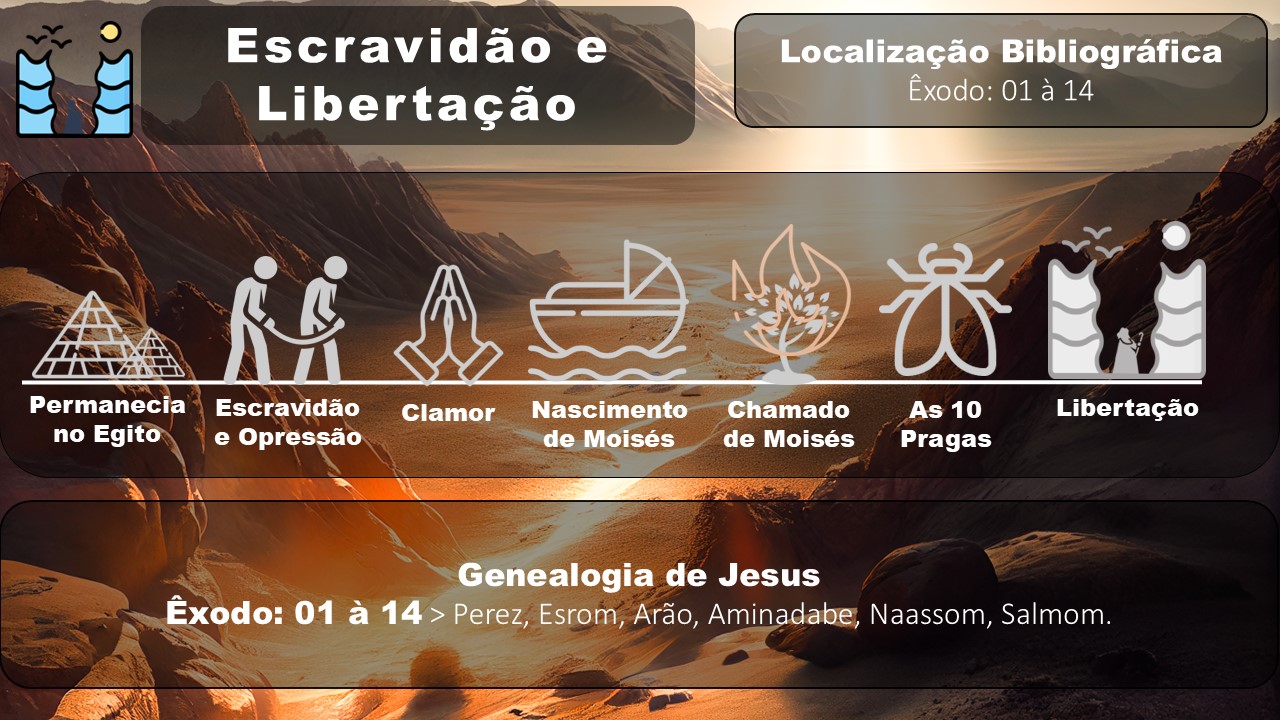 Escravidão e
Libertação
Localização Bibliográfica
Êxodo: 01 à 14
Permanecia
no Egito
Escravidão
e Opressão
Clamor
Nascimento
de Moisés
Chamado
de Moisés
As 10
Pragas
Libertação
Genealogia de Jesus
Êxodo: 01 à 14 > Perez, Esrom, Arão, Aminadabe, Naassom, Salmom.